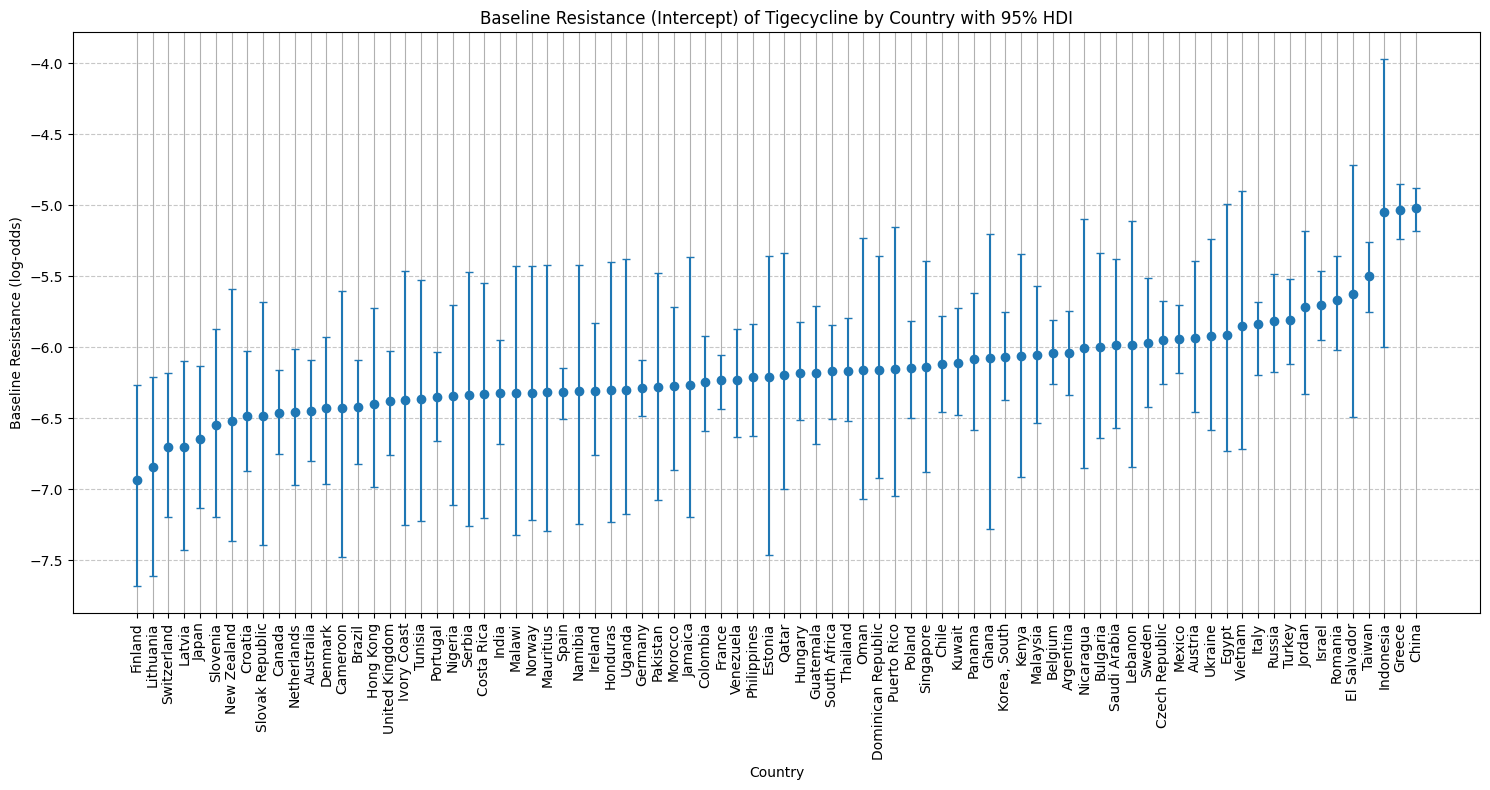 Baseline Resistance (Intercept) of Tigecycline by Country with 95% HDI
Baseline Resistance (log-odds)
−4.0
−4.5
−5.0
−5.5
−6.0
−6.5
−7.0
−7.5
Finland
Lithuania
Switzerland
Latvia
Japan
Slovenia
New Zealand
Croatia
Slovak Republic
Canada
Netherlands
Australia
Denmark
Cameroon
Brazil
Hong Kong
United Kingdom
Ivory Coast
Tunisia
Portugal
Nigeria
Serbia
Costa Rica
India
Malawi
Norway
Mauritius
Spain
Namibia
Ireland
Honduras
Uganda
Germany
Pakistan
Morocco
Jamaica
Colombia
France
Venezuela
Philippines
Estonia
Qatar
Hungary
Guatemala
South Africa
Thailand
Oman
Dominican Republic
Puerto Rico
Poland
Singapore
Chile
Kuwait
Panama
Ghana
Korea, South
Kenya
Malaysia
Belgium
Argentina
Nicaragua
Bulgaria
Saudi Arabia
Lebanon
Sweden
Czech Republic
Mexico
Austria
Ukraine
Egypt
Vietnam
Italy
Russia
Turkey
Jordan
Israel
Romania
El Salvador
Taiwan
Indonesia
Greece
China
Country